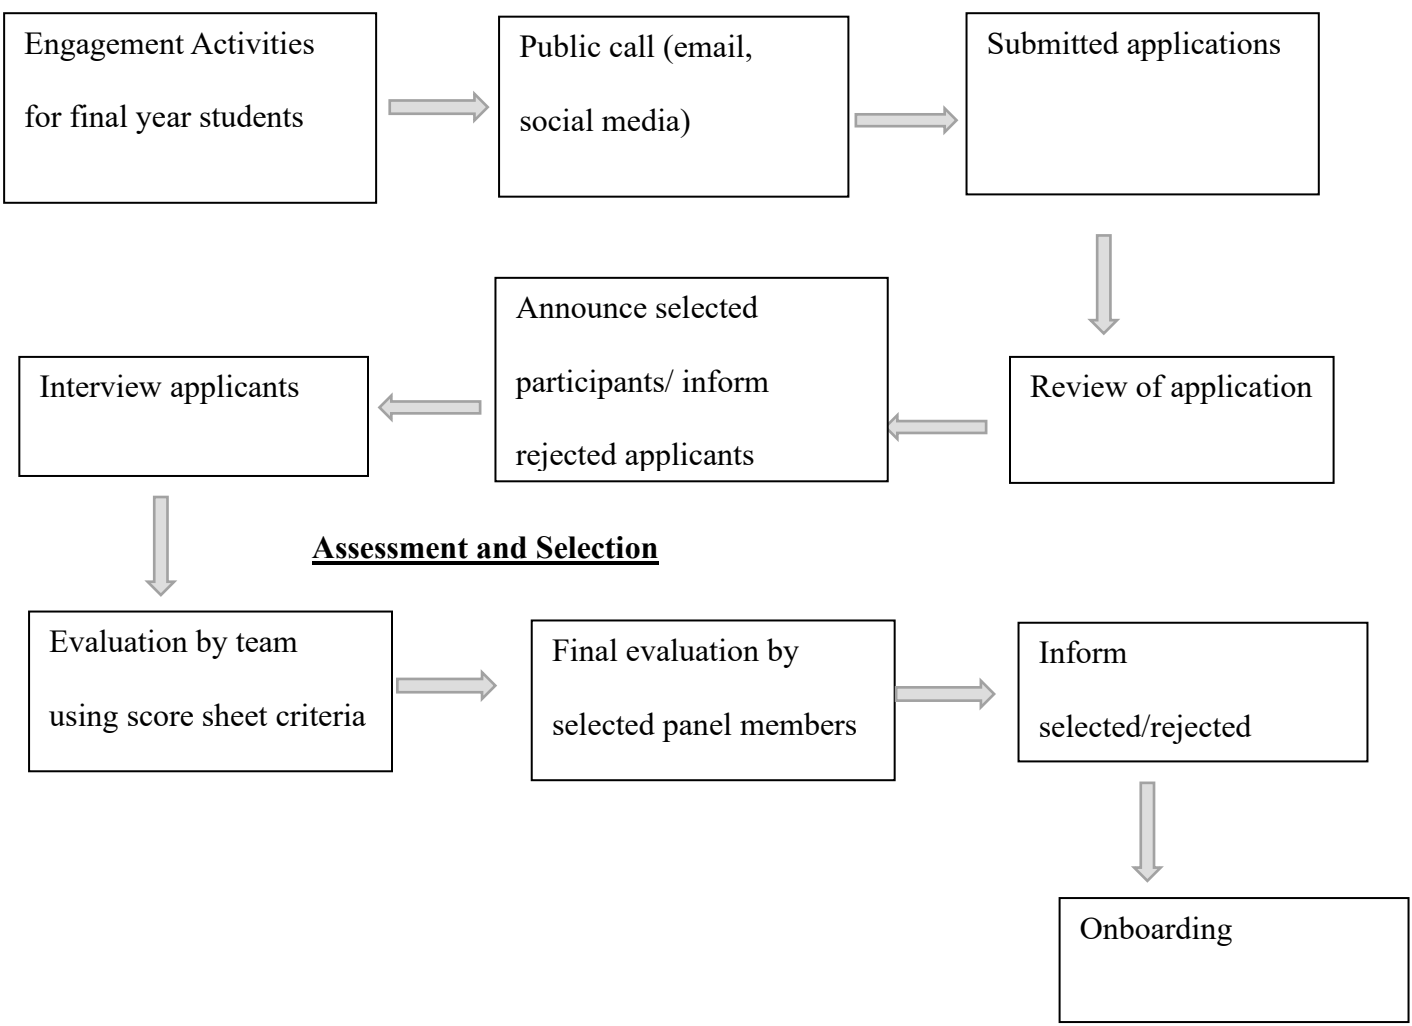 Engagement Activities
for final year students
Public call (email,
social media)
Submitted applications
Review of application
Announce selected
participants/ inform
rejected applicants
Interview applicants
Assessment and Selection
Evaluation by team
using score sheet criteria
Final evaluation by
selected panel members
Inform
selected/rejected
Onboarding